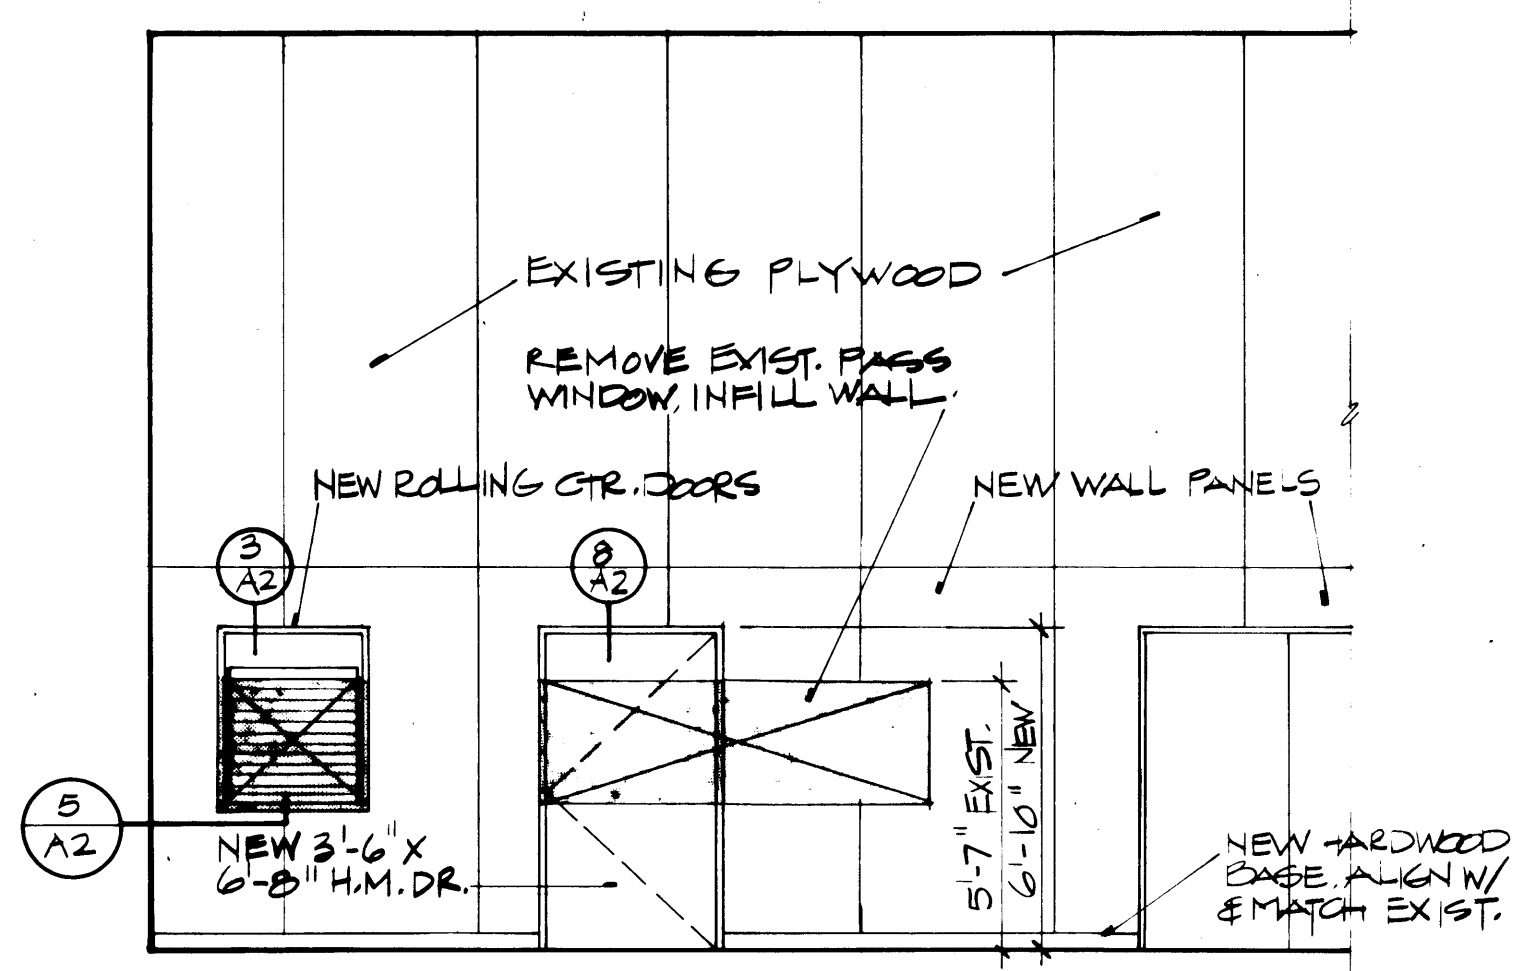 EXISTING PLYWOOD
REMOVE EXIST. PASS
WINDOW, INFILL WALL.
NEW ROLLING CTR. DOORS
NEW WALL PANELS
3
A2
8
A2
5
A2
NEW 3'-6" X
6'-8" H.M. DR.
5'-7" EXIST.
6'-10" NEW
NEW HARDWOOD
BASE, ALIGN W/
& MATCH EXIST.